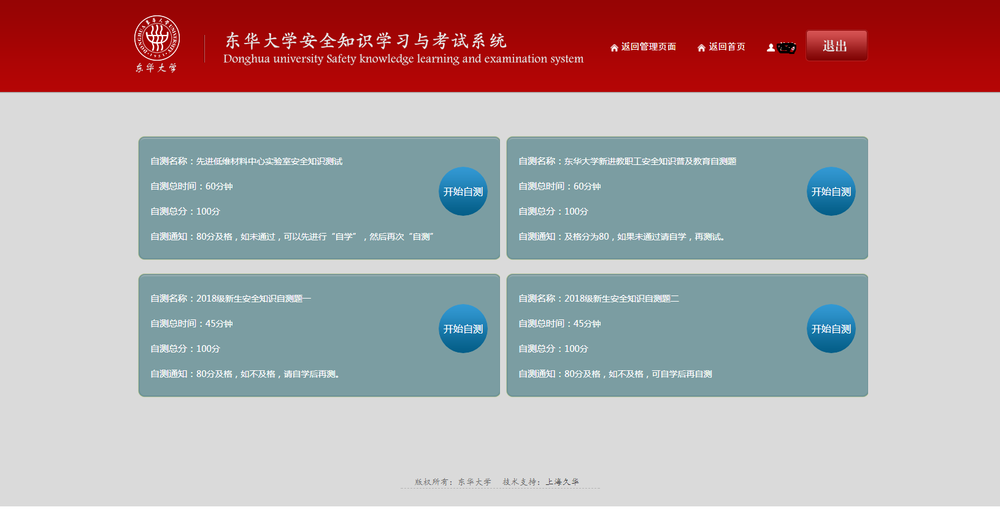 DONGHUA UNIVERSITY
东华大学
·1951·
东华大学
东华大学安全知识学习与考试系统
Donghua university Safety knowledge learning and examination system
返回管理页面
返回首页
退出
自测名称：先进低维材料中心实验室安全知识测试
自测总时间：60分钟
自测总分：100分
自测通知：80分及格，如未通过，可以先进行“自学”，然后再次“自测”
开始自测
自测名称：东华大学新进教职工安全知识普及教育自测题
自测总时间：60分钟
自测总分：100分
自测通知：及格分为80，如果未通过请自学，再测试。
开始自测
自测名称：2018级新生安全知识自测题一
自测总时间：45分钟
自测总分：100分
自测通知：80分及格，如不及格，请自学后再测。
开始自测
自测名称：2018级新生安全知识自测题二
自测总时间：45分钟
自测总分：100分
自测通知：80分及格，如不及格，可自学后再自测
开始自测
版权所有：东华大学 技术支持：上海久华